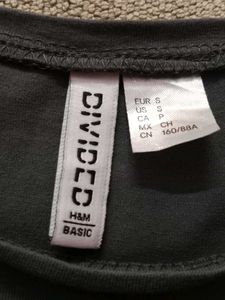 DIVIDED
H&M
BASIC
EUR S
US S
CA P
MX CH
CN 160/88A